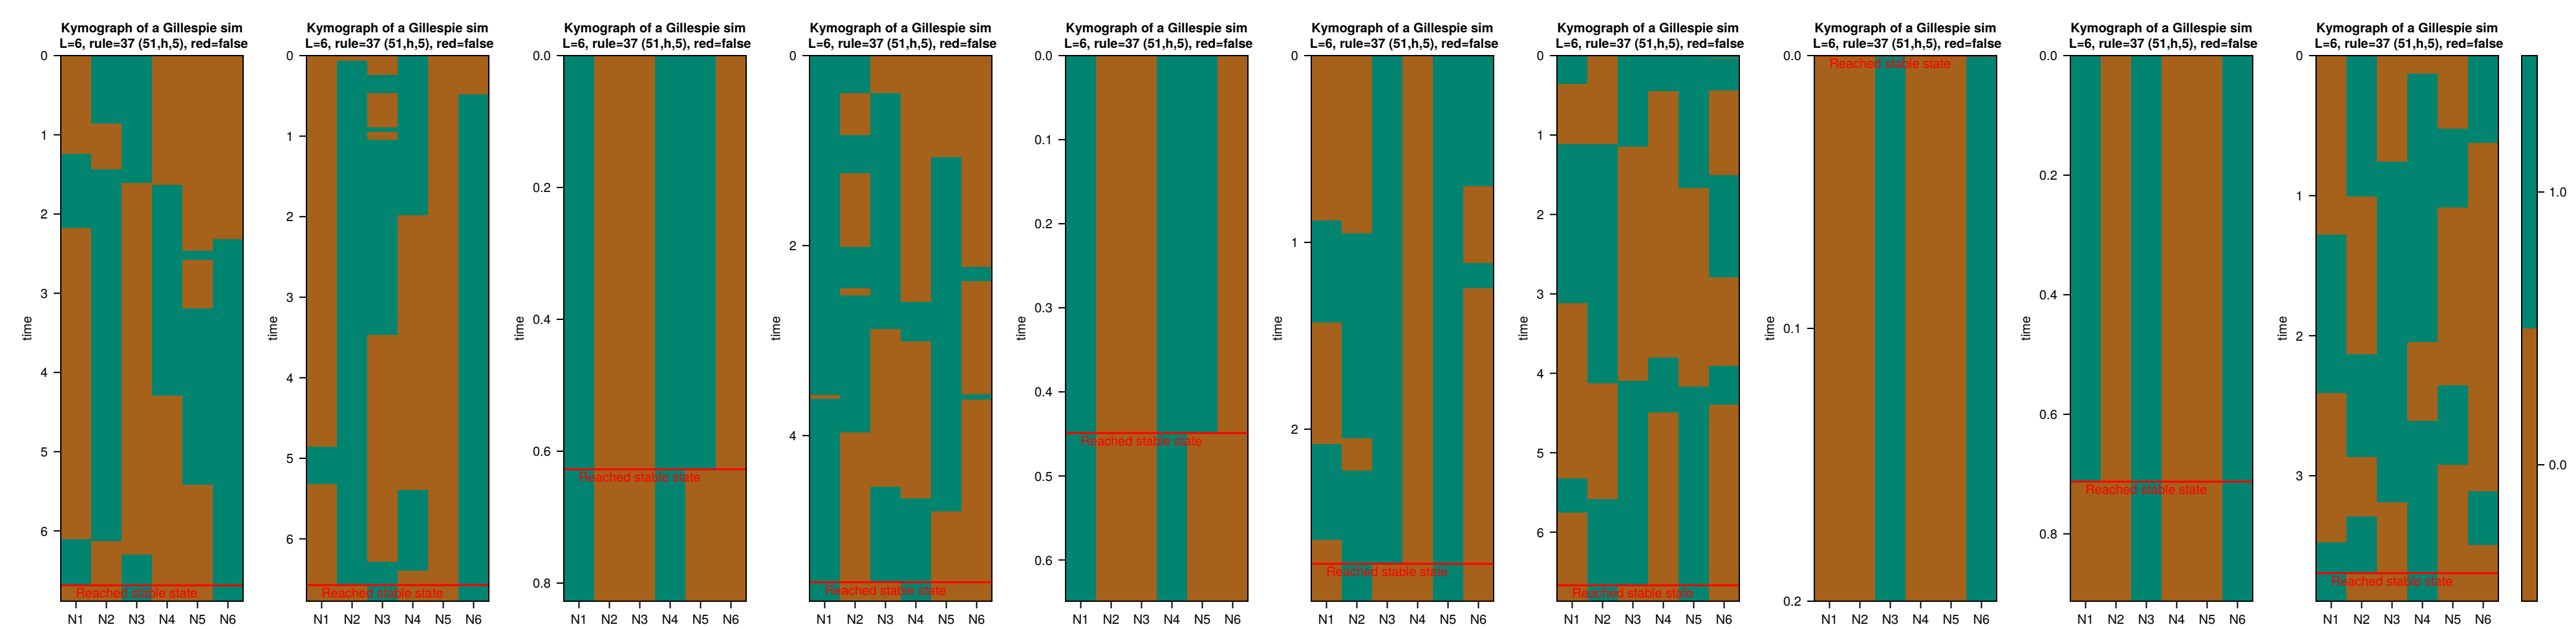 Kymograph of a Gillespie sim
L=6, rule=37 (51,h,5), red=false
0
1
2
3
4
5
6
time
Reached stable state
N1 N2 N3 N4 N5 N6
Kymograph of a Gillespie sim
L=6, rule=37 (51,h,5), red=false
0
1
2
3
4
5
6
time
Reached stable state
N1 N2 N3 N4 N5 N6
Kymograph of a Gillespie sim
L=6, rule=37 (51,h,5), red=false
0.0
0.2
0.4
0.6
0.8
time
Reached stable state
N1 N2 N3 N4 N5 N6
Kymograph of a Gillespie sim
L=6, rule=37 (51,h,5), red=false
0
2
4
time
Reached stable state
N1 N2 N3 N4 N5 N6
Kymograph of a Gillespie sim
L=6, rule=37 (51,h,5), red=false
0.0
0.1
0.2
0.3
0.4
0.5
0.6
time
Reached stable state
N1 N2 N3 N4 N5 N6
Kymograph of a Gillespie sim
L=6, rule=37 (51,h,5), red=false
0
1
2
time
Reached stable state
N1 N2 N3 N4 N5 N6
Kymograph of a Gillespie sim
L=6, rule=37 (51,h,5), red=false
0
1
2
3
4
5
6
time
Reached stable state
N1 N2 N3 N4 N5 N6
Kymograph of a Gillespie sim
L=6, rule=37 (51,h,5), red=false
0.0
0.1
0.2
time
Reached stable state
N1 N2 N3 N4 N5 N6
Kymograph of a Gillespie sim
L=6, rule=37 (51,h,5), red=false
0.0
0.2
0.4
0.6
0.8
time
Reached stable state
N1 N2 N3 N4 N5 N6
Kymograph of a Gillespie sim
L=6, rule=37 (51,h,5), red=false
0
1
2
3
time
Reached stable state
N1 N2 N3 N4 N5 N6
1.0
0.0